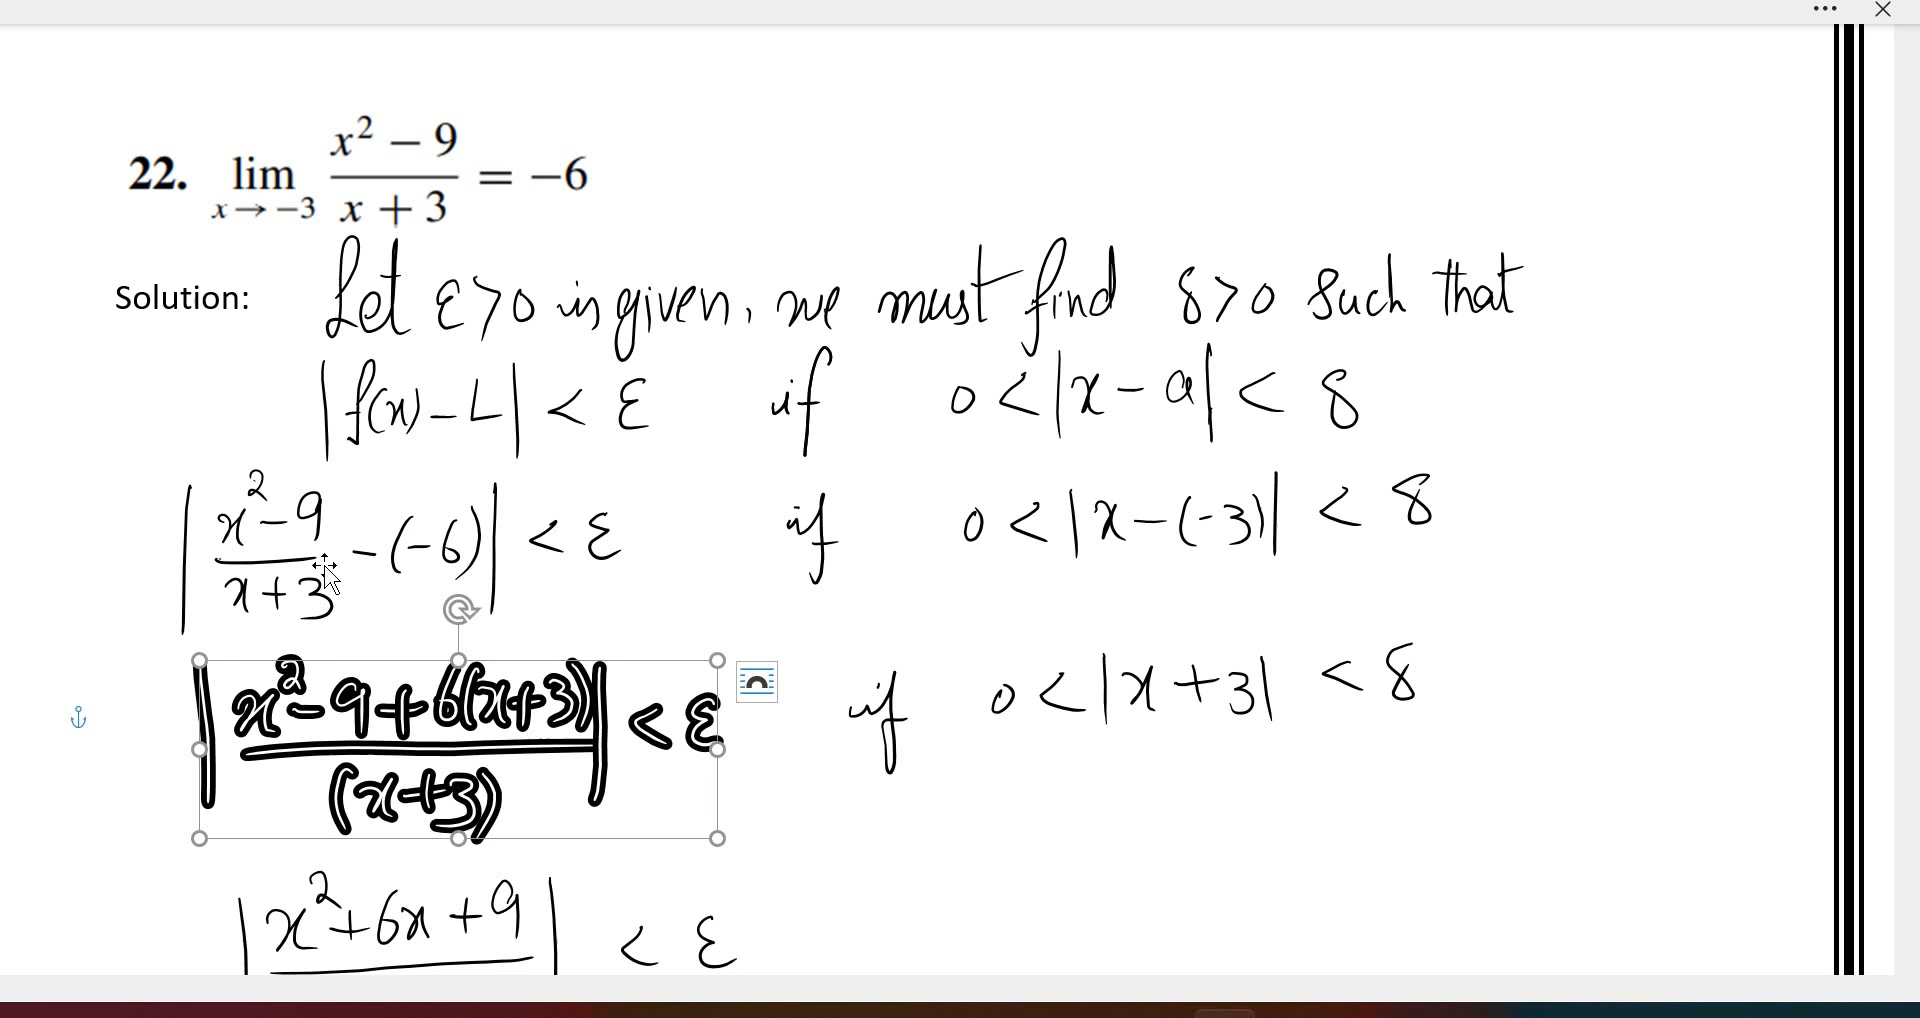 22. lim x→−3 (x² − 9)/(x + 3) = −6
Solution: Let ε>0 is given, we must find δ>0 such that
|f(x) − L| < ε if 0 < |x − a| < δ
|(x² − 9)/(x + 3) − (−6)| < ε if 0 < |x − (−3)| < δ
|(x² − 9 + 6(x + 3))/(x + 3)| < ε if 0 < |x + 3| < δ
|x² + 6x + 9| < ε